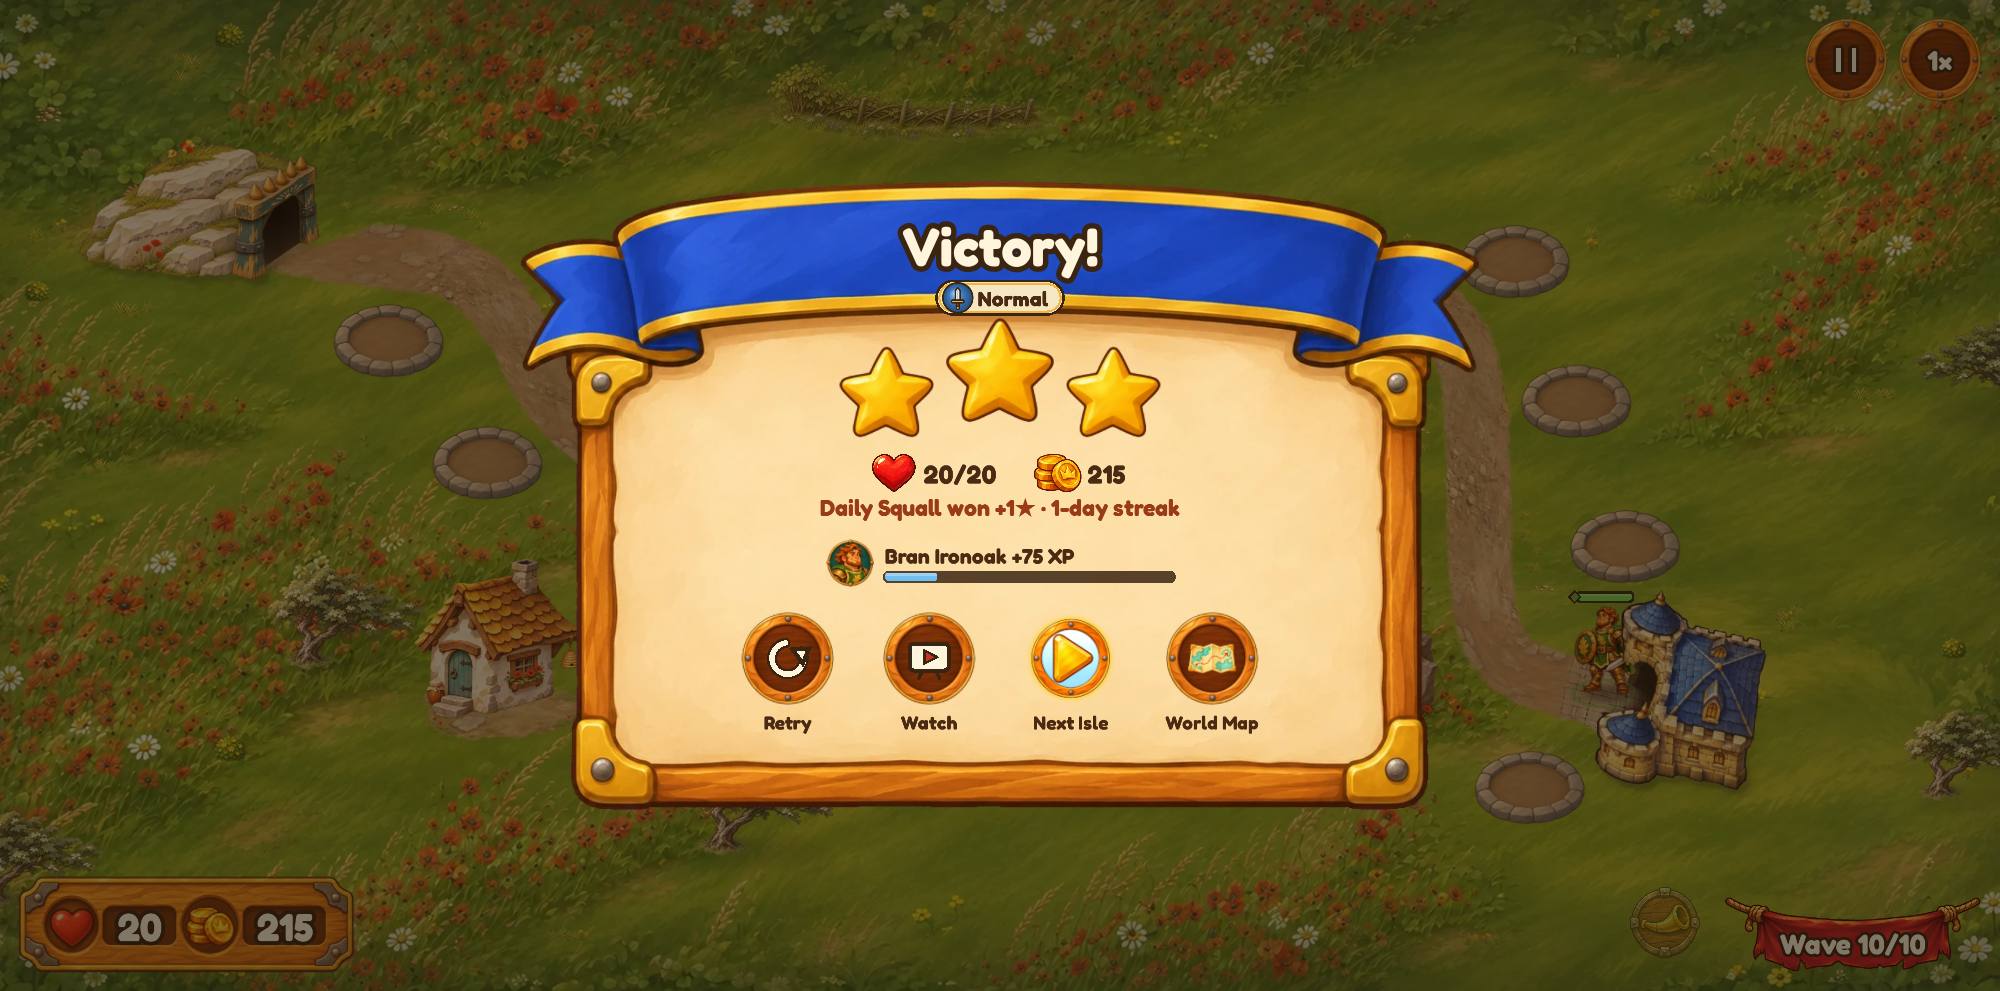 1x
Victory!
Normal
20/20 215
Daily Squall won +1★ · 1-day streak
Bran Ironoak +75 XP
Retry Watch Next Isle World Map
20 215
Wave 10/10